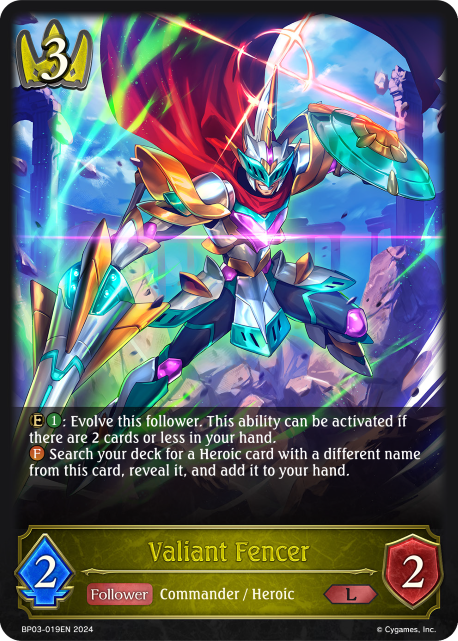 3
E 1: Evolve this follower. This ability can be activated if
there are 2 cards or less in your hand.
F Search your deck for a Heroic card with a different name
from this card, reveal it, and add it to your hand.
Valiant Fencer
2 Follower Commander / Heroic L 2
BP03-019EN 2024 © Cygames, Inc.